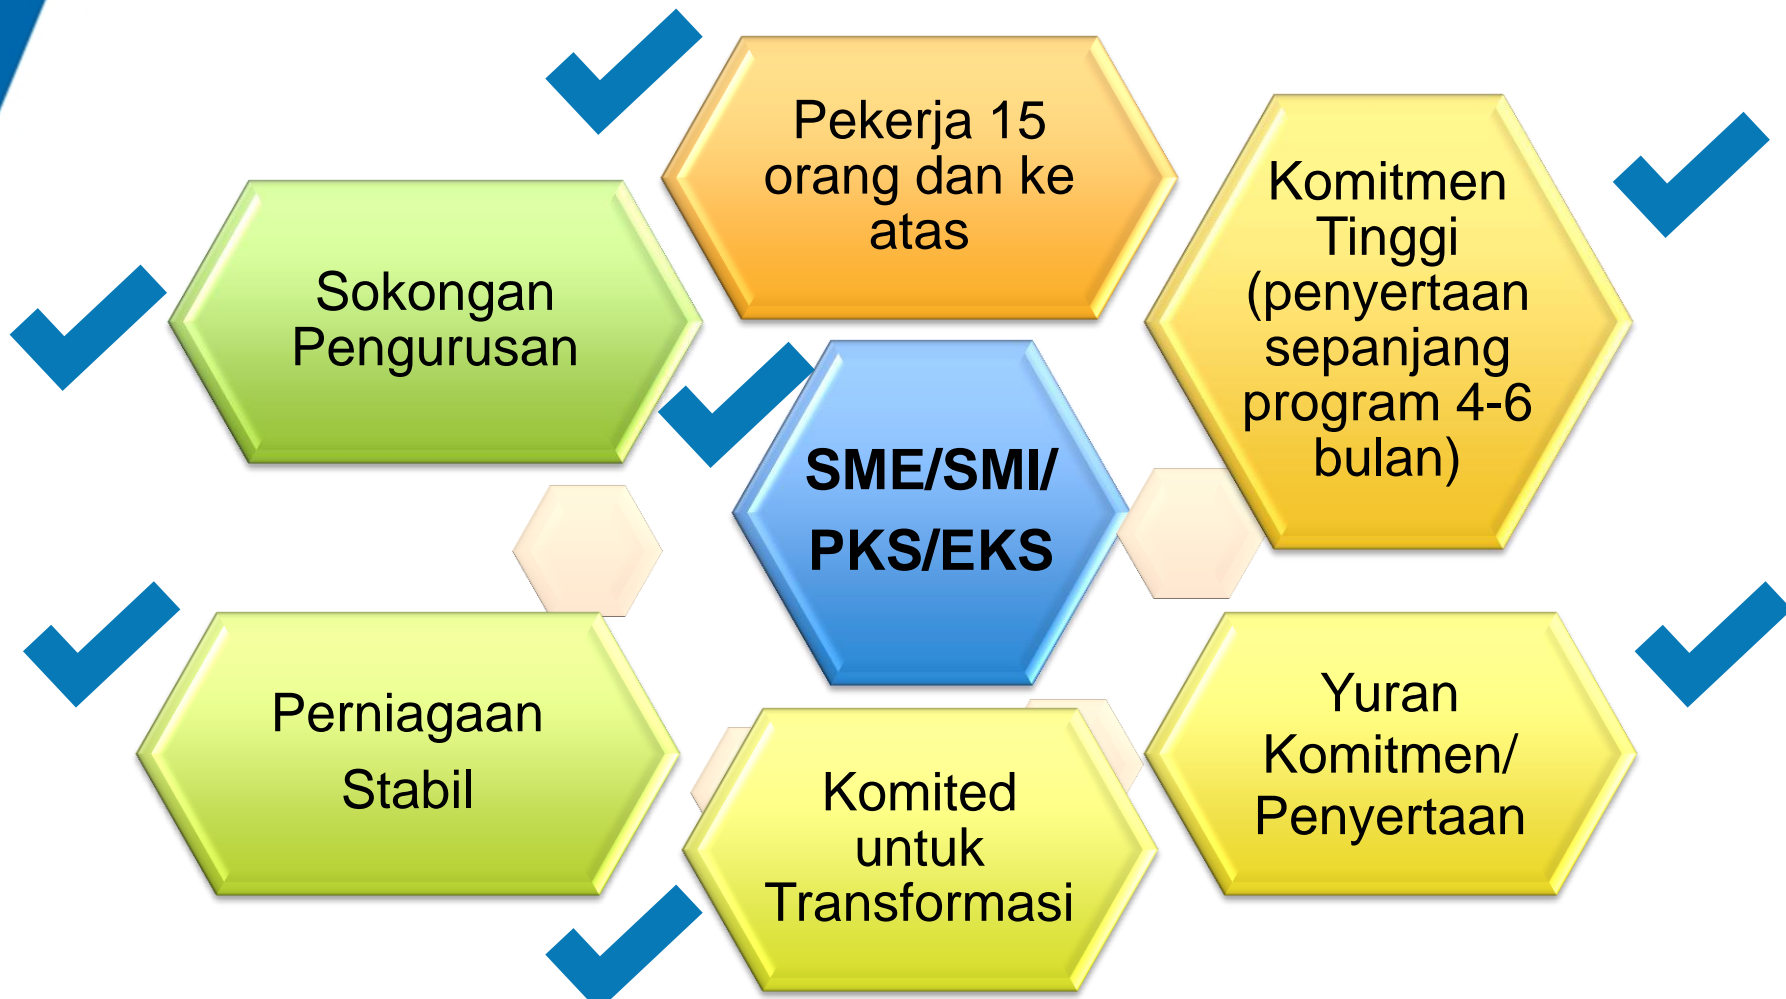 Pekerja 15
orang dan ke
atas
Komitmen
Tinggi
(penyertaan
sepanjang
program 4-6
bulan)
Sokongan
Pengurusan
SME/SMI/
PKS/EKS
Perniagaan
Stabil
Komited
untuk
Transformasi
Yuran
Komitmen/
Penyertaan